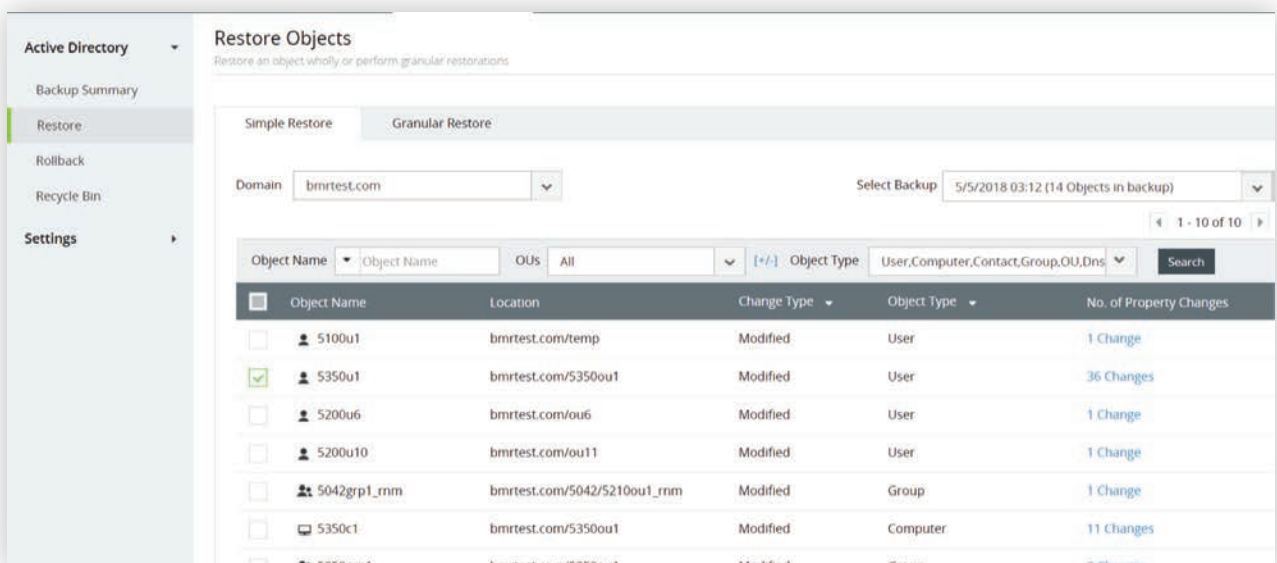 Active Directory
Backup Summary
Restore
Rollback
Recycle Bin
Settings
Restore Objects
Restore an object wholly or perform granular restorations
Simple Restore Granular Restore
Domain bmrtest.com Select Backup 5/5/2018 03:12 (14 Objects in backup)
1 - 10 of 10
Object Name Object Name OUs All [+/-] Object Type User,Computer,Contact,Group,OU,Dns Search
Object Name Location Change Type Object Type No. of Property Changes
5100u1 bmrtest.com/temp Modified User 1 Change
5350u1 bmrtest.com/5350ou1 Modified User 36 Changes
5200u6 bmrtest.com/ou6 Modified User 1 Change
5200u10 bmrtest.com/ou11 Modified User 1 Change
5042grp1_rnm bmrtest.com/5042/5210ou1_rnm Modified Group 1 Change
5350c1 bmrtest.com/5350ou1 Modified Computer 11 Changes